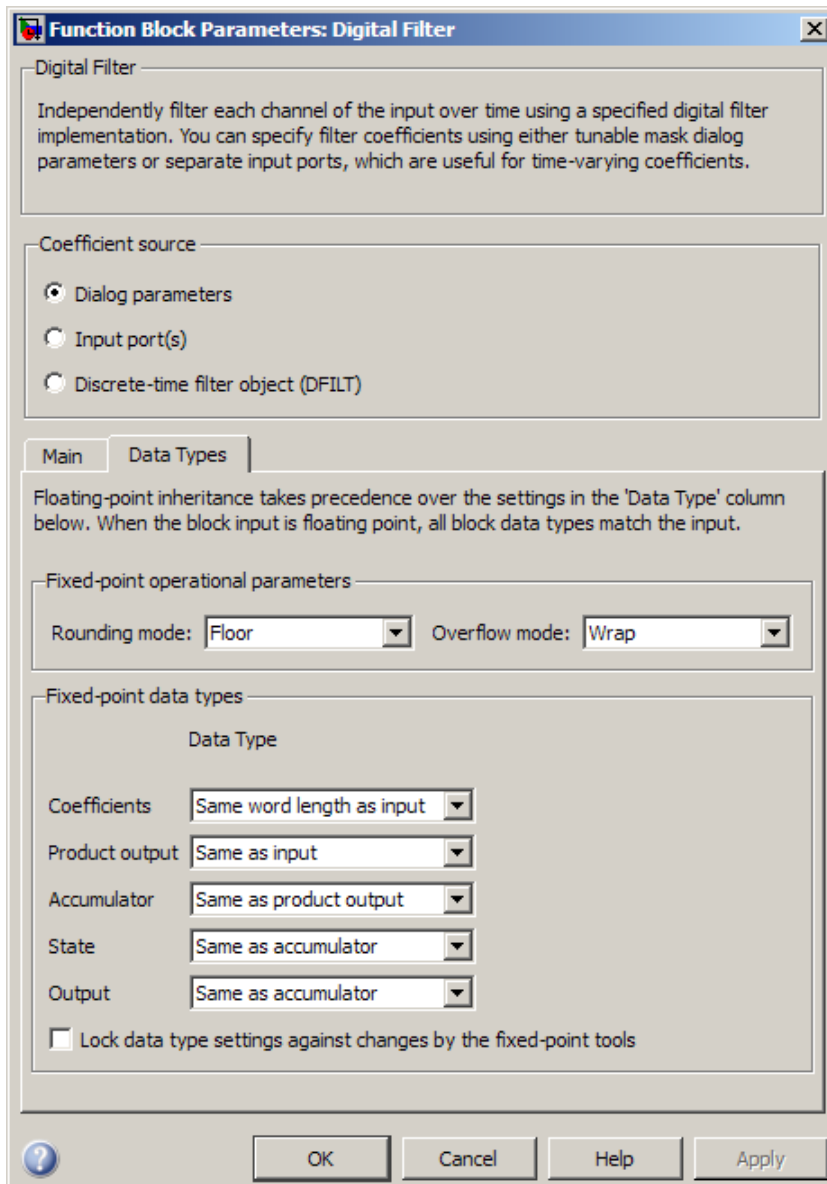 Function Block Parameters: Digital Filter
Digital Filter
Independently filter each channel of the input over time using a specified digital filter
implementation. You can specify filter coefficients using either tunable mask dialog
parameters or separate input ports, which are useful for time-varying coefficients.
Coefficient source
Dialog parameters
Input port(s)
Discrete-time filter object (DFILT)
Main Data Types
Floating-point inheritance takes precedence over the settings in the 'Data Type' column
below. When the block input is floating point, all block data types match the input.
Fixed-point operational parameters
Rounding mode: Floor Overflow mode: Wrap
Fixed-point data types
Data Type
Coefficients Same word length as input
Product output Same as input
Accumulator Same as product output
State Same as accumulator
Output Same as accumulator
Lock data type settings against changes by the fixed-point tools
? OK Cancel Help Apply